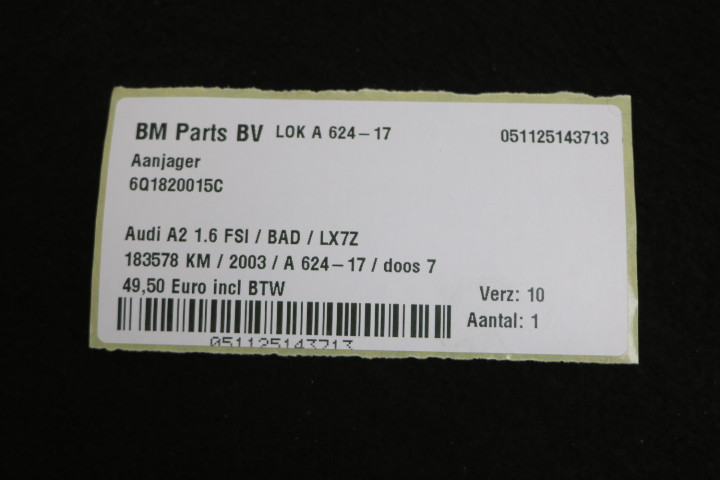 BM Parts BV LOK A 624-17 051125143713
Aanjager
6Q1820015C
Audi A2 1.6 FSI / BAD / LX7Z
183578 KM / 2003 / A 624-17 / doos 7
49,50 Euro incl BTW Verz: 10
Aantal: 1
051125143713